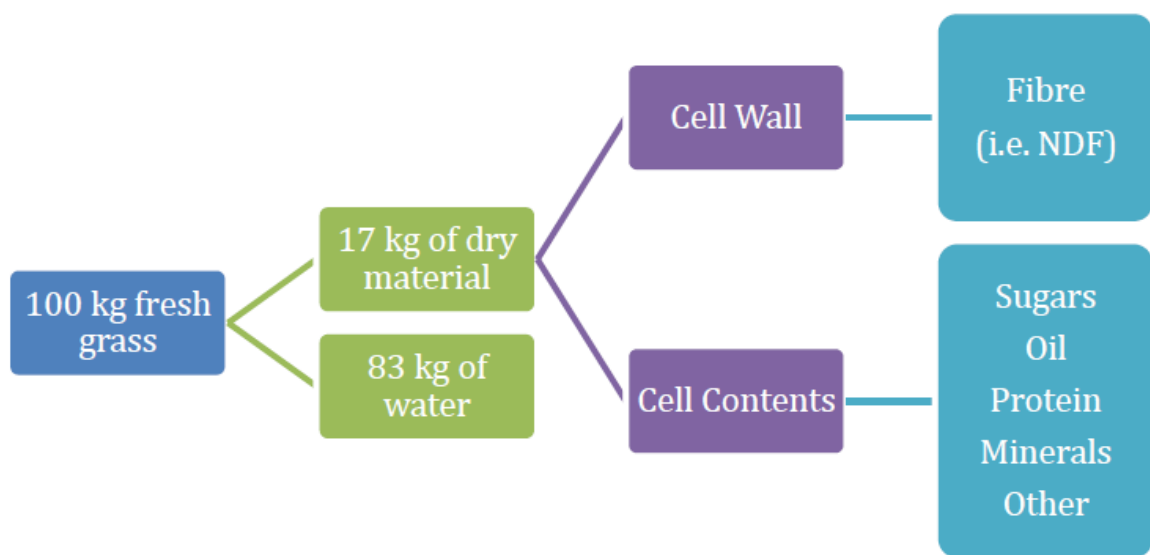 100 kg fresh
grass
17 kg of dry
material
83 kg of
water
Cell Wall
Cell Contents
Fibre
(i.e. NDF)
Sugars
Oil
Protein
Minerals
Other